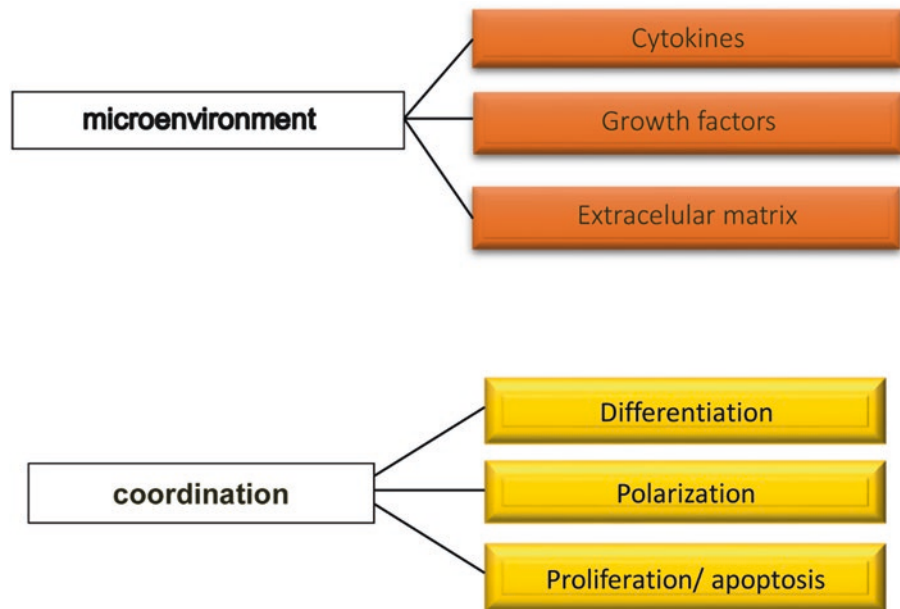 Cytokines
microenvironment
Growth factors
Extracelular matrix
Differentiation
coordination
Polarization
Proliferation/ apoptosis